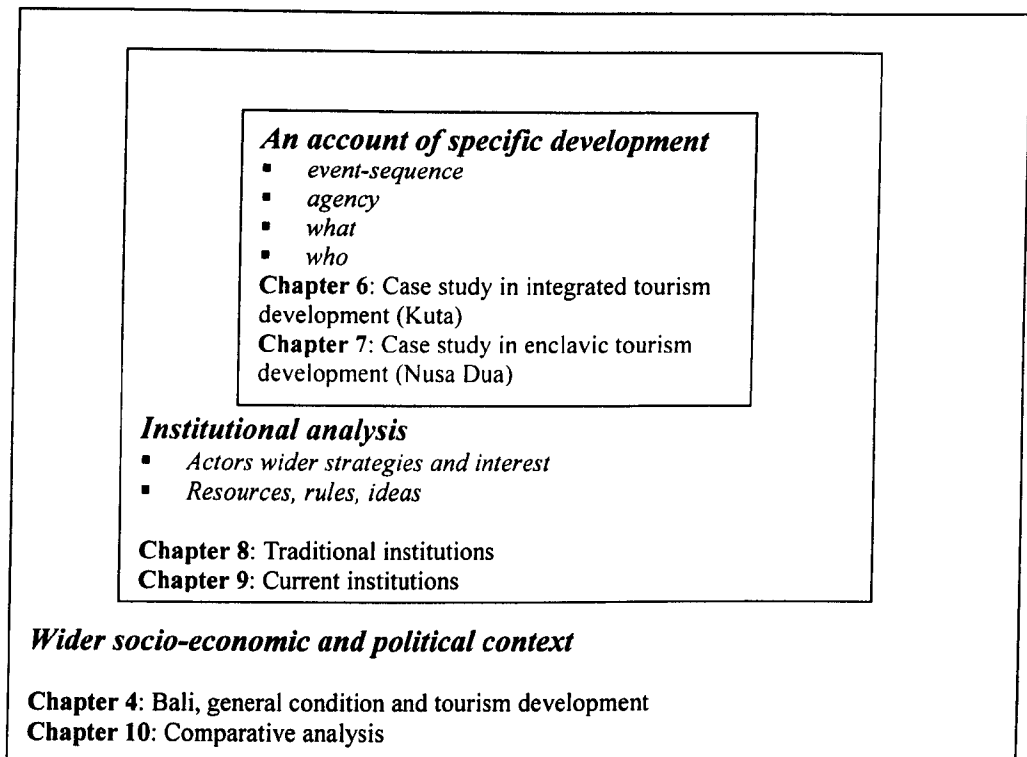 An account of specific development
▪ event-sequence
▪ agency
▪ what
▪ who
Chapter 6: Case study in integrated tourism
development (Kuta)
Chapter 7: Case study in enclavic tourism
development (Nusa Dua)
Institutional analysis
▪ Actors wider strategies and interest
▪ Resources, rules, ideas
Chapter 8: Traditional institutions
Chapter 9: Current institutions
Wider socio-economic and political context
Chapter 4: Bali, general condition and tourism development
Chapter 10: Comparative analysis